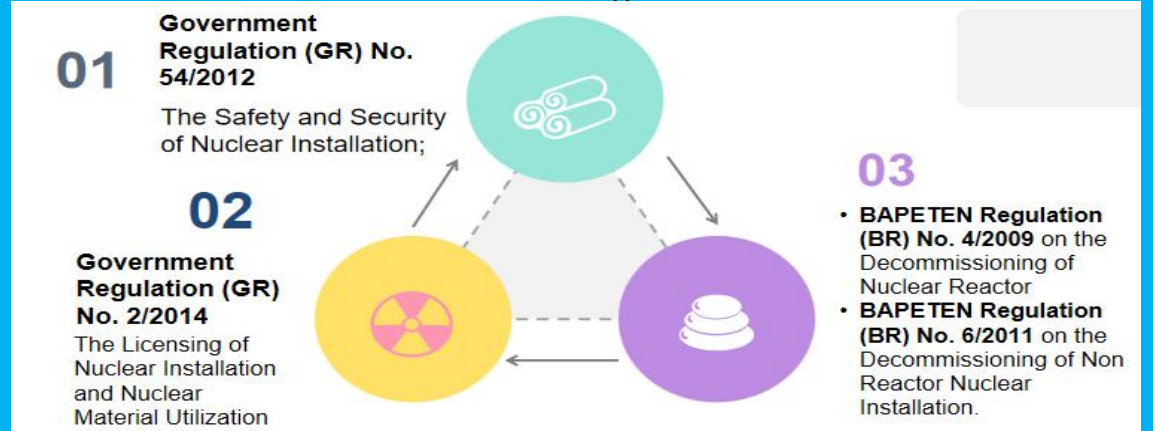 01
Government
Regulation (GR) No.
54/2012
The Safety and Security
of Nuclear Installation;
02
Government
Regulation (GR)
No. 2/2014
The Licensing of
Nuclear Installation
and Nuclear
Material Utilization
03
• BAPETEN Regulation
(BR) No. 4/2009 on the
Decommissioning of
Nuclear Reactor
• BAPETEN Regulation
(BR) No. 6/2011 on the
Decommissioning of Non
Reactor Nuclear
Installation.